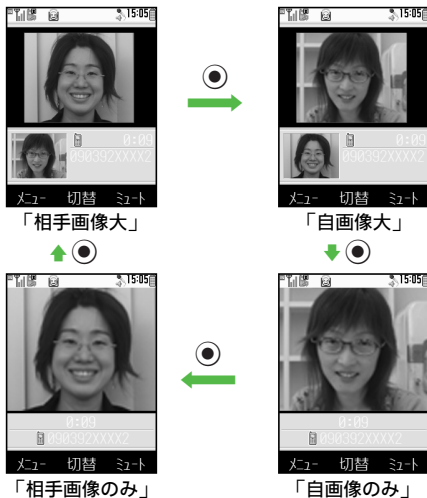 15:05
0:09
090392XXXX2
メニュー 切替 ミュート
「相手画像大」
15:05
0:09
090392XXXX2
メニュー 切替 ミュート
「自画像大」
15:05
0:09
090392XXXX2
メニュー 切替 ミュート
「相手画像のみ」
15:05
0:09
090392XXXX2
メニュー 切替 ミュート
「自画像のみ」